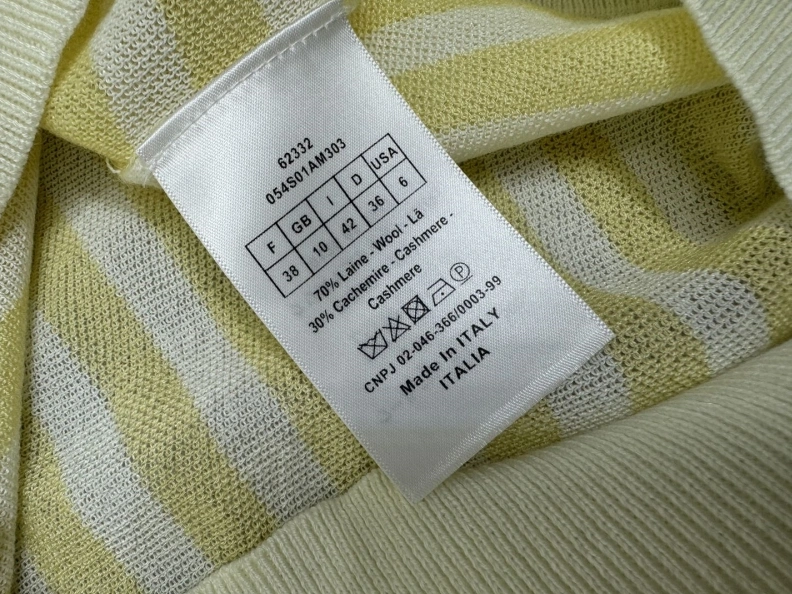 62332
054S01AM303
F GB I D USA
38 10 42 36 6
70% Laine - Wool - Lã
30% Cachemire - Cashmere -
Cashmere
P
CNPJ 02-046-366/0003-99
Made In ITALY
ITALIA